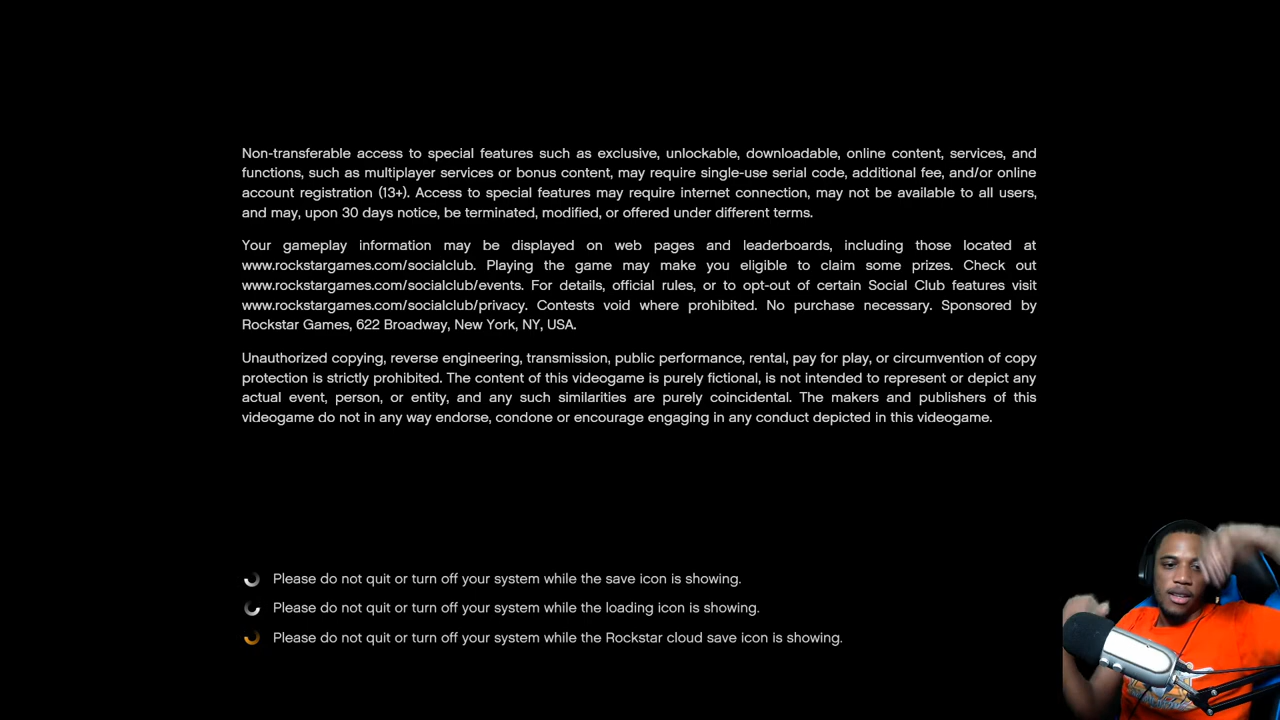 Non-transferable access to special features such as exclusive, unlockable, downloadable, online content, services, and
functions, such as multiplayer services or bonus content, may require single-use serial code, additional fee, and/or online
account registration (13+). Access to special features may require internet connection, may not be available to all users,
and may, upon 30 days notice, be terminated, modified, or offered under different terms.
Your gameplay information may be displayed on web pages and leaderboards, including those located at
www.rockstargames.com/socialclub. Playing the game may make you eligible to claim some prizes. Check out
www.rockstargames.com/socialclub/events. For details, official rules, or to opt-out of certain Social Club features visit
www.rockstargames.com/socialclub/privacy. Contests void where prohibited. No purchase necessary. Sponsored by
Rockstar Games, 622 Broadway, New York, NY, USA.
Unauthorized copying, reverse engineering, transmission, public performance, rental, pay for play, or circumvention of copy
protection is strictly prohibited. The content of this videogame is purely fictional, is not intended to represent or depict any
actual event, person, or entity, and any such similarities are purely coincidental. The makers and publishers of this
videogame do not in any way endorse, condone or encourage engaging in any conduct depicted in this videogame.
Please do not quit or turn off your system while the save icon is showing.
Please do not quit or turn off your system while the loading icon is showing.
Please do not quit or turn off your system while the Rockstar cloud save icon is showing.